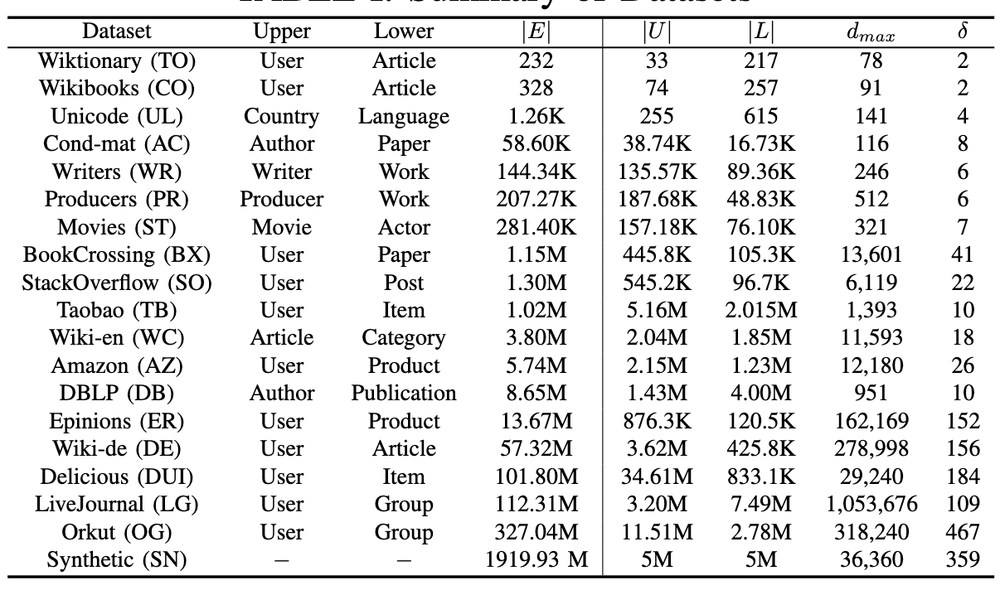 TABLE I: Summary of Datasets
Dataset Upper Lower |E| |U| |L| d_max δ
Wiktionary (TO) User Article 232 33 217 78 2
Wikibooks (CO) User Article 328 74 257 91 2
Unicode (UL) Country Language 1.26K 255 615 141 4
Cond-mat (AC) Author Paper 58.60K 38.74K 16.73K 116 8
Writers (WR) Writer Work 144.34K 135.57K 89.36K 246 6
Producers (PR) Producer Work 207.27K 187.68K 48.83K 512 6
Movies (ST) Movie Actor 281.40K 157.18K 76.10K 321 7
BookCrossing (BX) User Paper 1.15M 445.8K 105.3K 13,601 41
StackOverflow (SO) User Post 1.30M 545.2K 96.7K 6,119 22
Taobao (TB) User Item 1.02M 5.16M 2.015M 1,393 10
Wiki-en (WC) Article Category 3.80M 2.04M 1.85M 11,593 18
Amazon (AZ) User Product 5.74M 2.15M 1.23M 12,180 26
DBLP (DB) Author Publication 8.65M 1.43M 4.00M 951 10
Epinions (ER) User Product 13.67M 876.3K 120.5K 162,169 152
Wiki-de (DE) User Article 57.32M 3.62M 425.8K 278,998 156
Delicious (DUI) User Item 101.80M 34.61M 833.1K 29,240 184
LiveJournal (LG) User Group 112.31M 3.20M 7.49M 1,053,676 109
Orkut (OG) User Group 327.04M 11.51M 2.78M 318,240 467
Synthetic (SN) – – 1919.93 M 5M 5M 36,360 359